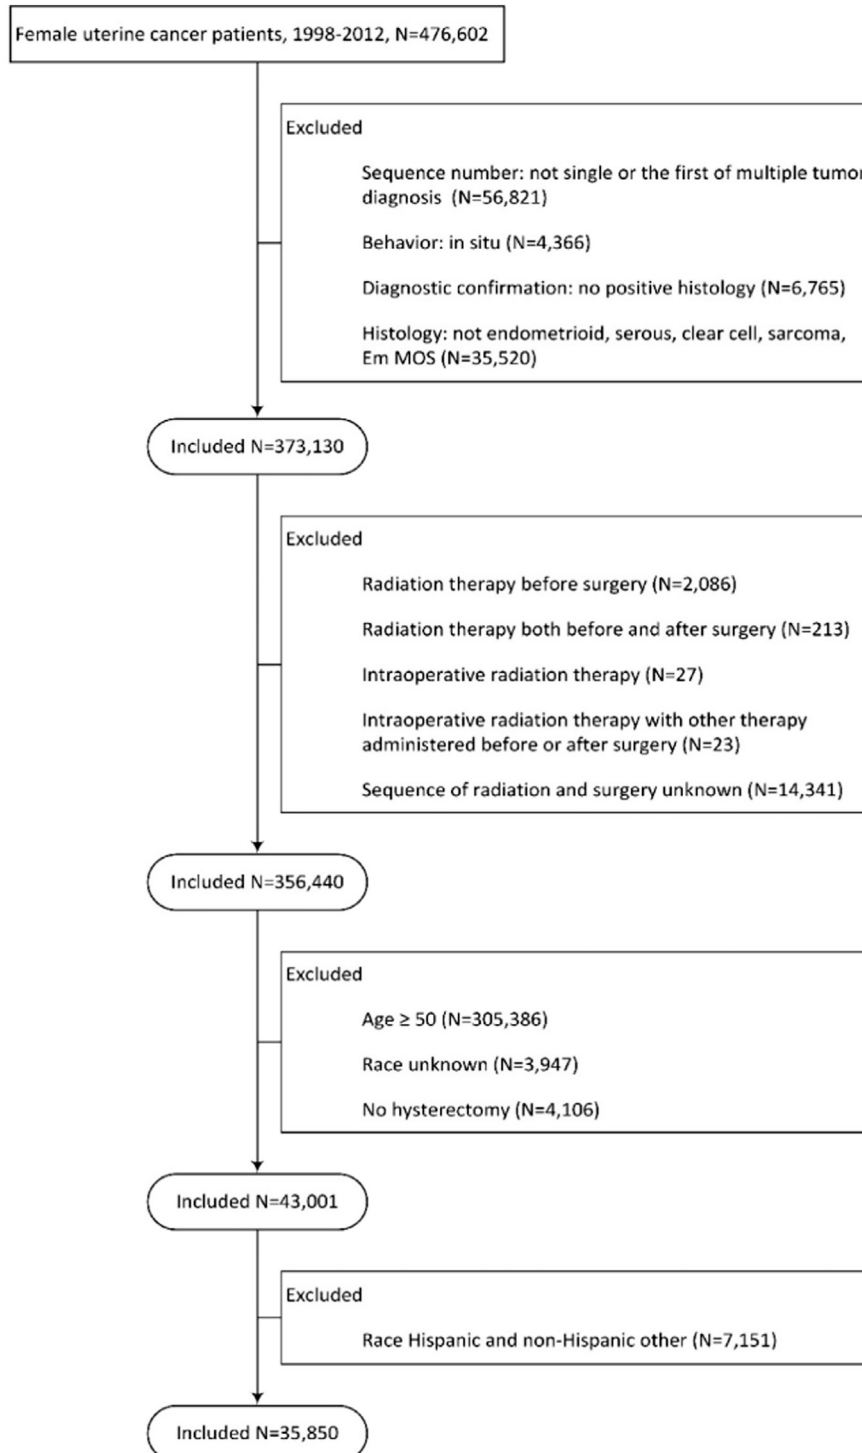 Female uterine cancer patients, 1998-2012, N=476,602
Excluded
Sequence number: not single or the first of multiple tumor
diagnosis (N=56,821)
Behavior: in situ (N=4,366)
Diagnostic confirmation: no positive histology (N=6,765)
Histology: not endometrioid, serous, clear cell, sarcoma,
Em MOS (N=35,520)
Included N=373,130
Excluded
Radiation therapy before surgery (N=2,086)
Radiation therapy both before and after surgery (N=213)
Intraoperative radiation therapy (N=27)
Intraoperative radiation therapy with other therapy
administered before or after surgery (N=23)
Sequence of radiation and surgery unknown (N=14,341)
Included N=356,440
Excluded
Age ≥ 50 (N=305,386)
Race unknown (N=3,947)
No hysterectomy (N=4,106)
Included N=43,001
Excluded
Race Hispanic and non-Hispanic other (N=7,151)
Included N=35,850